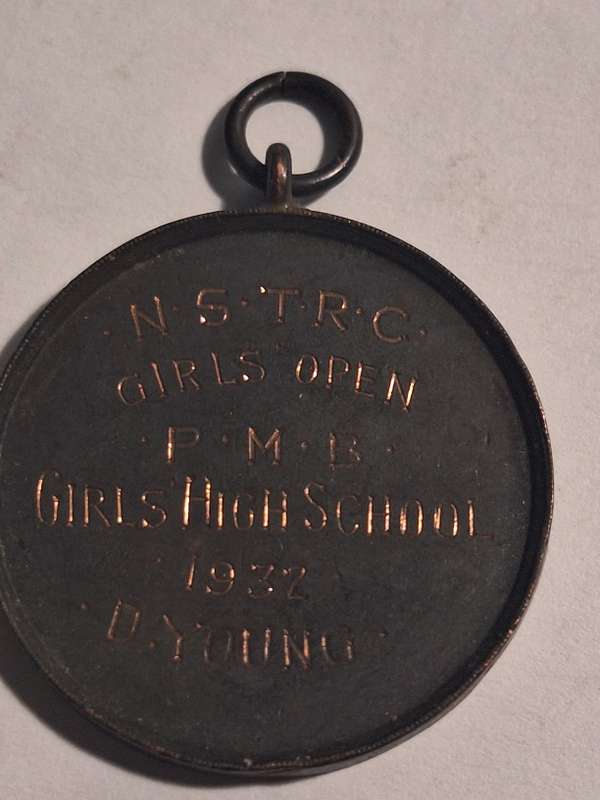 ·N·S·T·R·C·
GIRLS OPEN
·P·M·B·
GIRLS' HIGH SCHOOL
1932
·D.YOUNG·